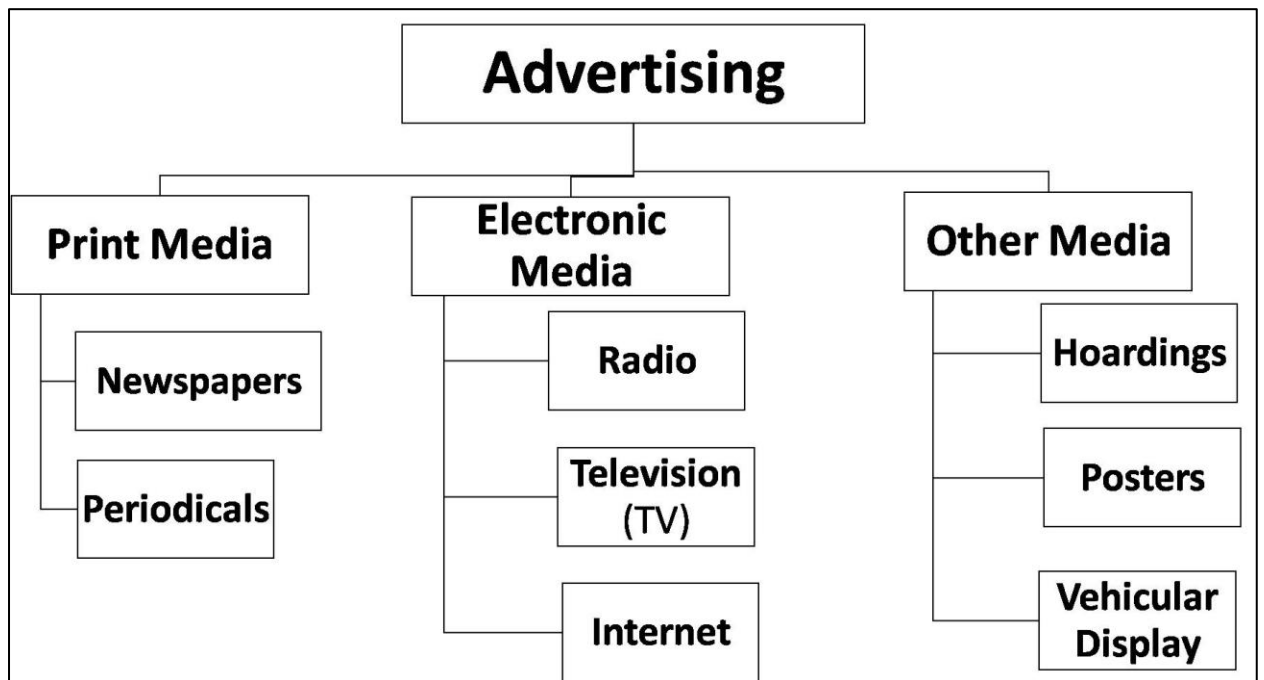 Advertising
Print Media
Newspapers
Periodicals
Electronic
Media
Radio
Television
(TV)
Internet
Other Media
Hoardings
Posters
Vehicular
Display